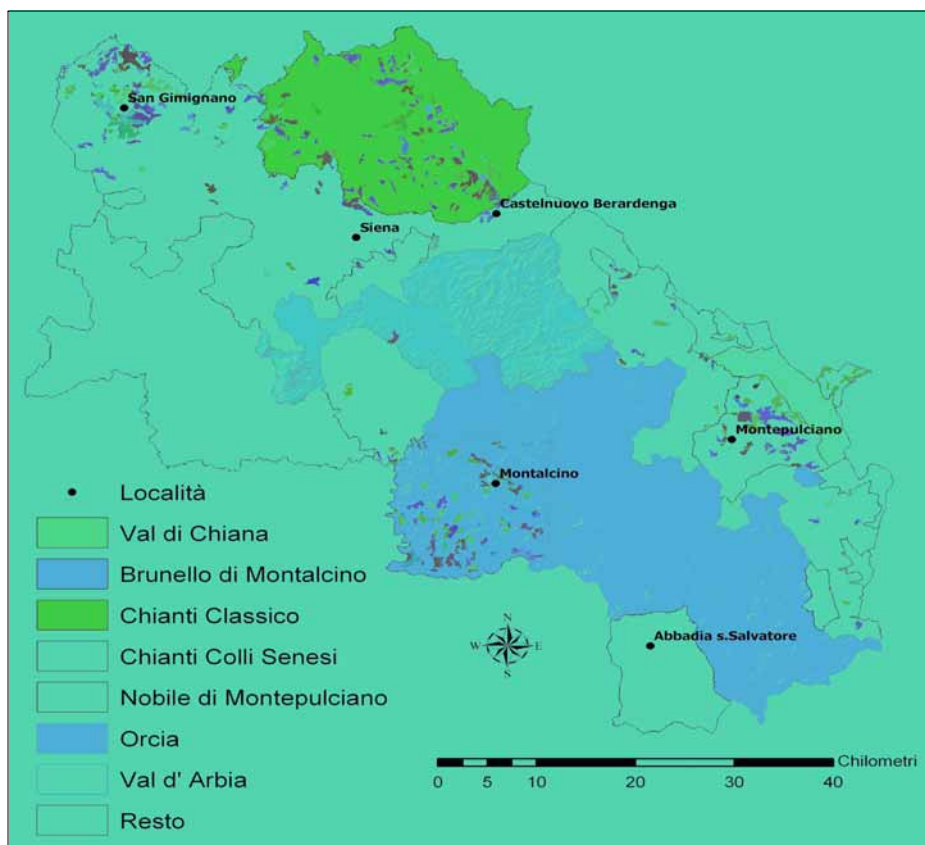 San Gimignano
Castelnuovo Berardenga
Siena
Montepulciano
Montalcino
Abbadia s.Salvatore
Località
Val di Chiana
Brunello di Montalcino
Chianti Classico
Chianti Colli Senesi
Nobile di Montepulciano
Orcia
Val d' Arbia
Resto
N
W E
S
Chilometri
0 5 10 20 30 40